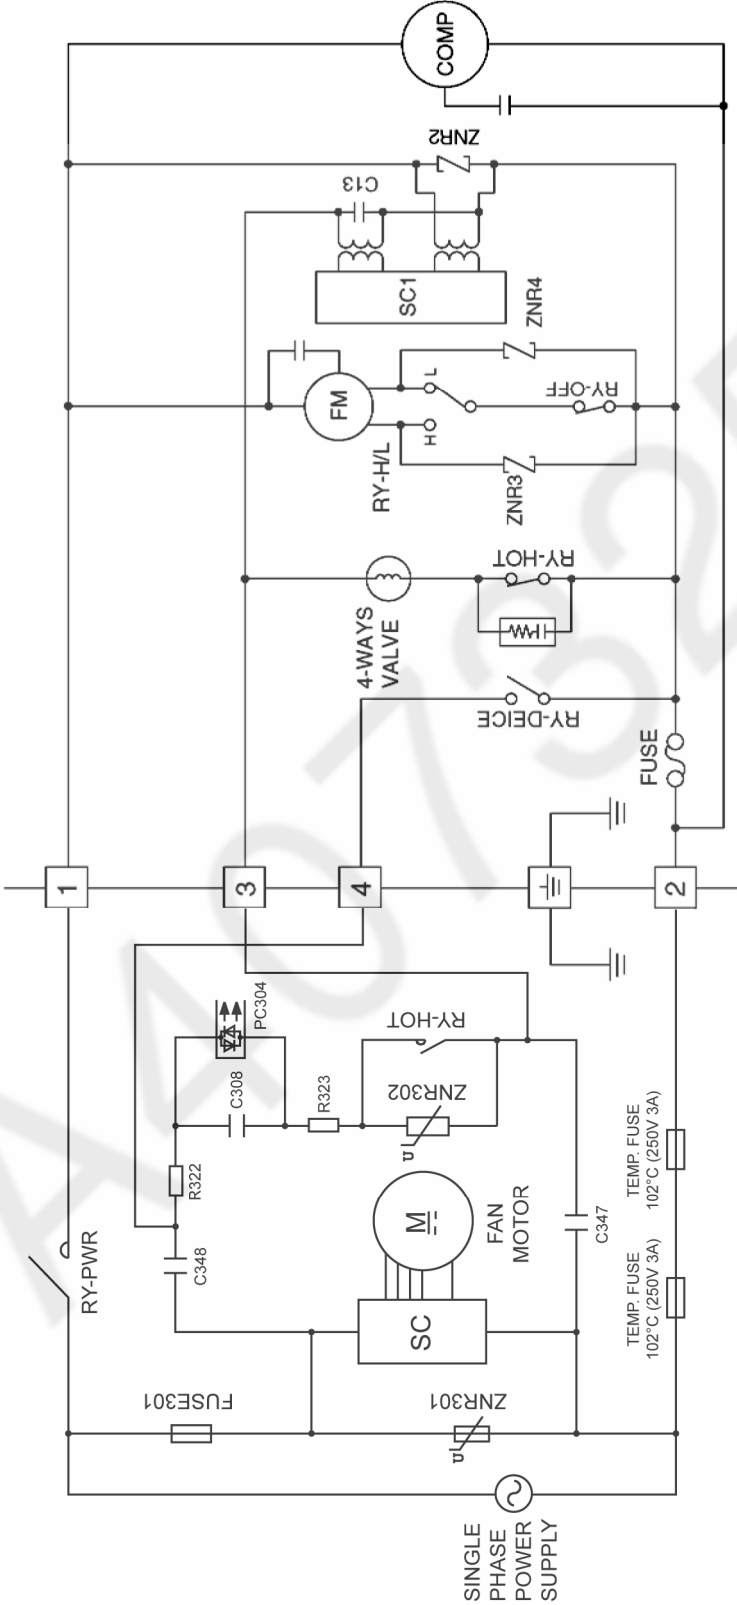 COMP
ZNR2
C13
SC1
ZNR4
FM
L
H
RY-OFF
RY-H/L
ZNR3
RY-HOT
4-WAYS
VALVE
RY-DEICE
FUSE
1
3
4
2
PC304
RY-HOT
C308
R323
ZNR302
U
R322
C348
M
FAN
MOTOR
C347
TEMP. FUSE
102°C (250V 3A)
TEMP. FUSE
102°C (250V 3A)
RY-PWR
SC
FUSE301
ZNR301
U
SINGLE
PHASE
POWER
SUPPLY